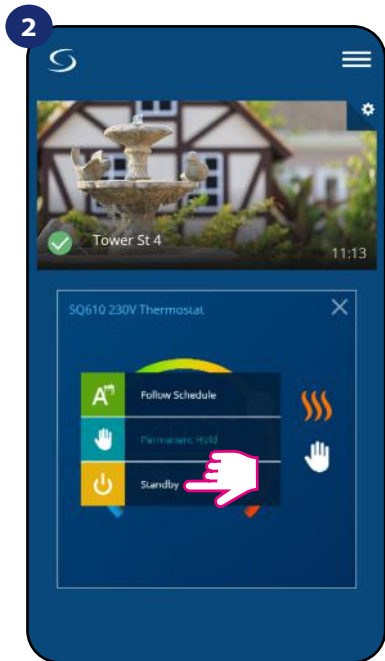 2
Tower St 4
11:13
SQ610 230V Thermostat
A
Follow Schedule
Permanent Hold
Standby